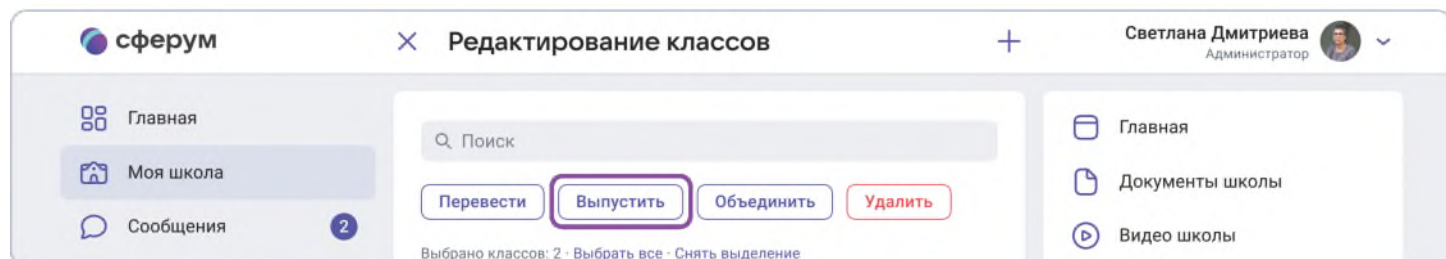 сферум
Редактирование классов
Светлана Дмитриева
Администратор
Главная
Моя школа
Сообщения 2
Поиск
Перевести Выпустить Объединить Удалить
Выбрано классов: 2 · Выбрать все · Снять выделение
Главная
Документы школы
Видео школы